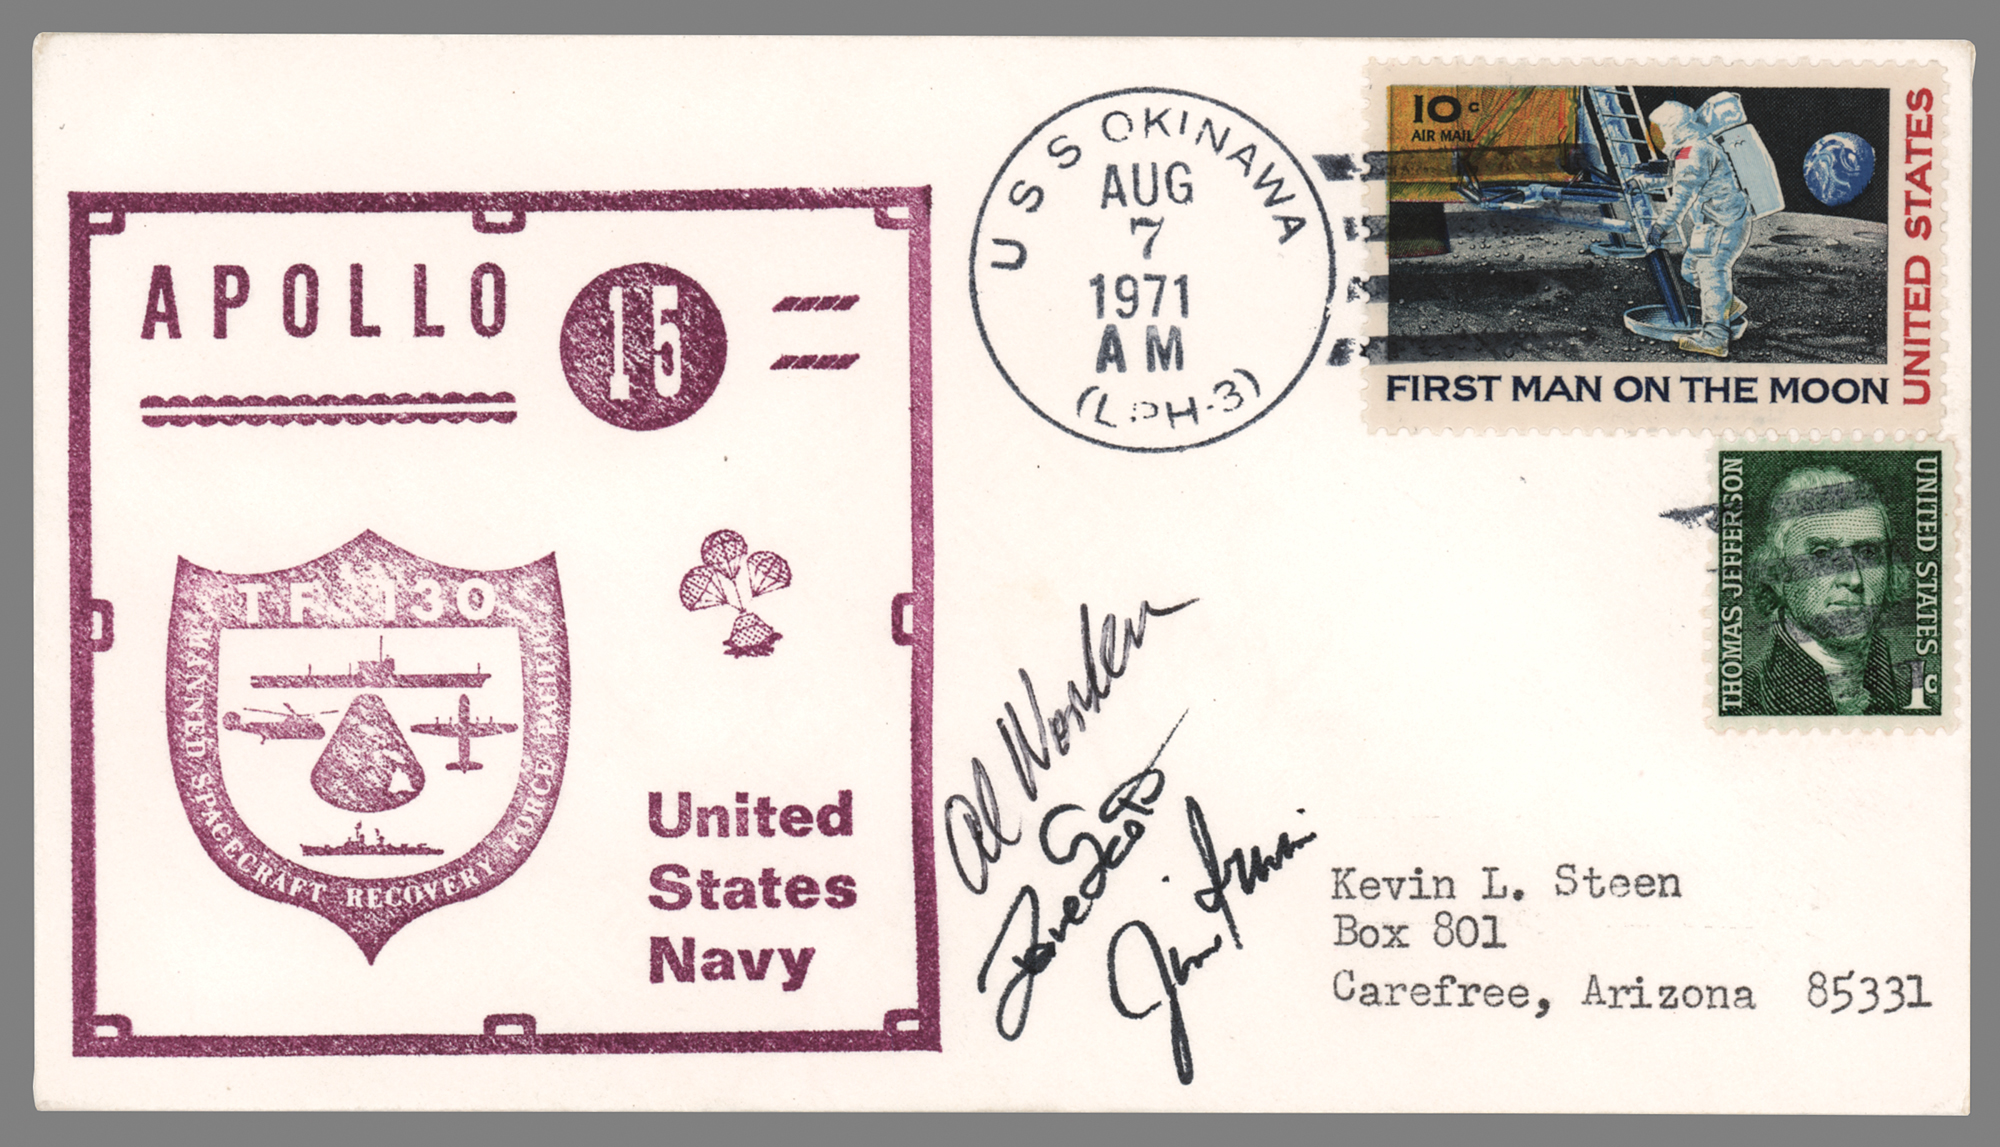 APOLLO 15
TF 130
MANNED SPACECRAFT RECOVERY FORCE PACIFIC
United
States
Navy
USS OKINAWA
AUG
7
1971
AM
(LPH-3)
10c
AIR MAIL
FIRST MAN ON THE MOON
UNITED STATES
THOMAS JEFFERSON
UNITED STATES
1c
Al Worden
Dave Scott
Jim Irwin
Kevin L. Steen
Box 801
Carefree, Arizona 85331